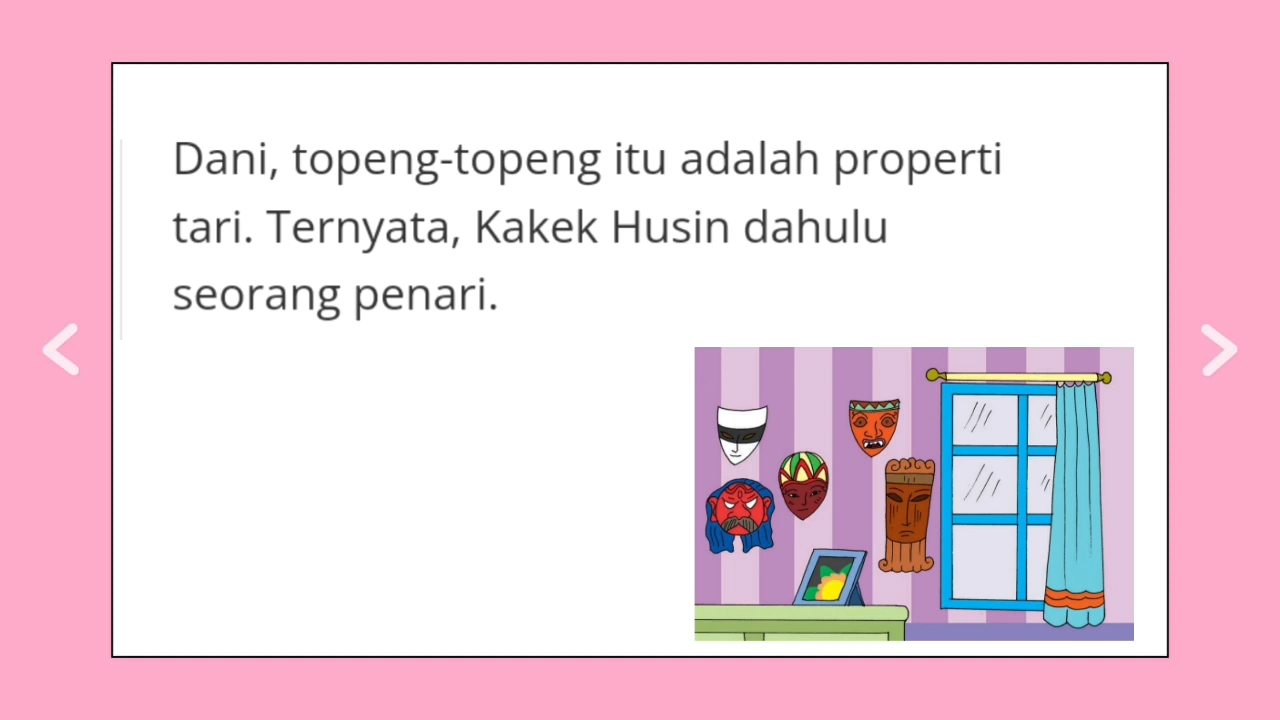 Dani, topeng-topeng itu adalah properti
tari. Ternyata, Kakek Husin dahulu
seorang penari.